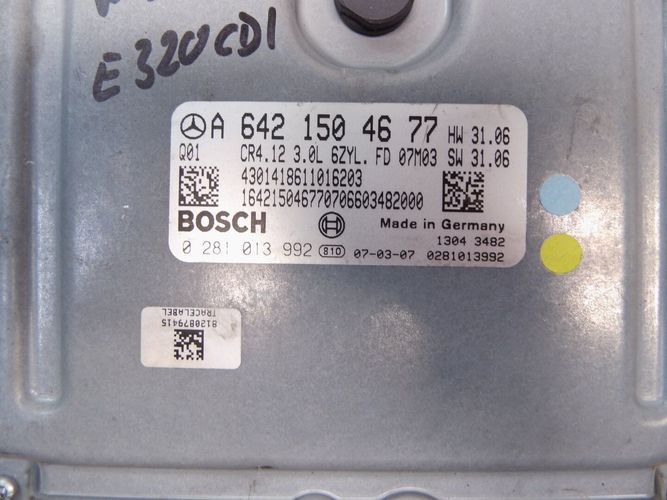 E320CDI
A 642 150 46 77 HW 31.06
Q01 CR4.12 3.0L 6ZYL. FD 07M03 SW 31.06
4301418611016203
164215046770706603482000
BOSCH Made in Germany
1304 3482
0 281 013 992 810 07-03-07 0281013992
8120879415
TRACELABEL